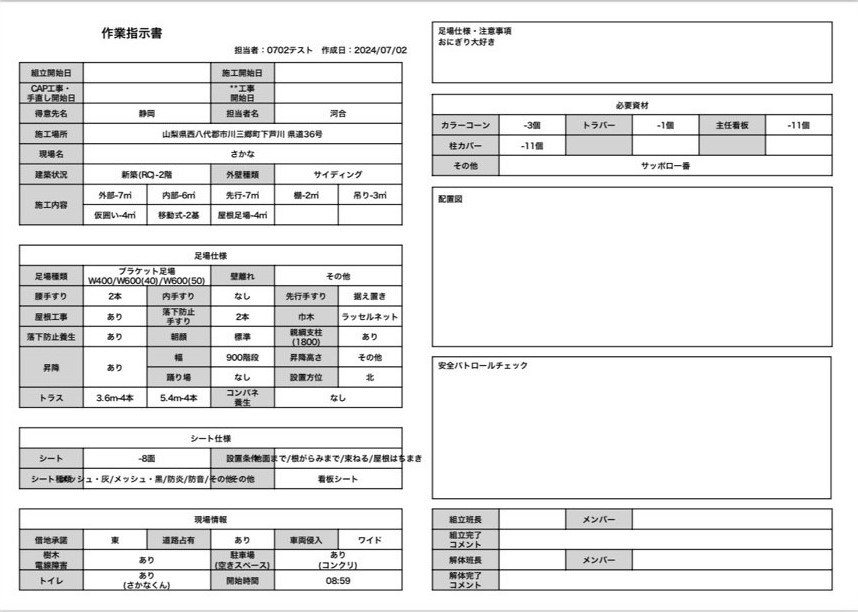 作業指示書
担当者：0702テスト　作成日：2024/07/02
組立開始日 施工開始日
CAP工事・手直し開始日 **工事開始日
得意先名 静岡 担当者名 河合
施工場所 山梨県西八代郡市川三郷町下芦川 県道36号
現場名 さかな
建築状況 新築(RC)-2階 外壁種類 サイディング
施工内容 外部-7㎡ 内部-6㎡ 先行-7㎡ 棚-2㎡ 吊り-3㎡
仮囲い-4㎡ 移動式-2基 屋根足場-4㎡
足場仕様
足場種類 ブラケット足場 W400/W600(40)/W600(50) 壁離れ その他
腰手すり 2本 内手すり なし 先行手すり 据え置き
屋根工事 あり 落下防止手すり 2本 巾木 ラッセルネット
落下防止養生 あり 朝顔 標準 親綱支柱(1800) あり
昇降 あり 幅 900階段 昇降高さ その他
踊り場 なし 設置方位 北
トラス 3.6m-4本 5.4m-4本 コンパネ養生 なし
シート仕様
シート -8面 設置条件 地面まで/根がらみまで/束ねる/屋根はちまき
シート種類 メッシュ・灰/メッシュ・黒/防炎/防音/その他 その他 看板シート
現場情報
借地承諾 東 道路占有 あり 車両侵入 ワイド
樹木電線障害 あり 駐車場(空きスペース) あり(コンクリ)
トイレ あり(さかなくん) 開始時間 08:59
足場仕様・注意事項
おにぎり大好き
必要資材
カラーコーン -3個 トラバー -1個 主任看板 -11個
柱カバー -11個
その他 サッポロ一番
配置図
安全パトロールチェック
組立班長 メンバー
組立完了コメント
解体班長 メンバー
解体完了コメント